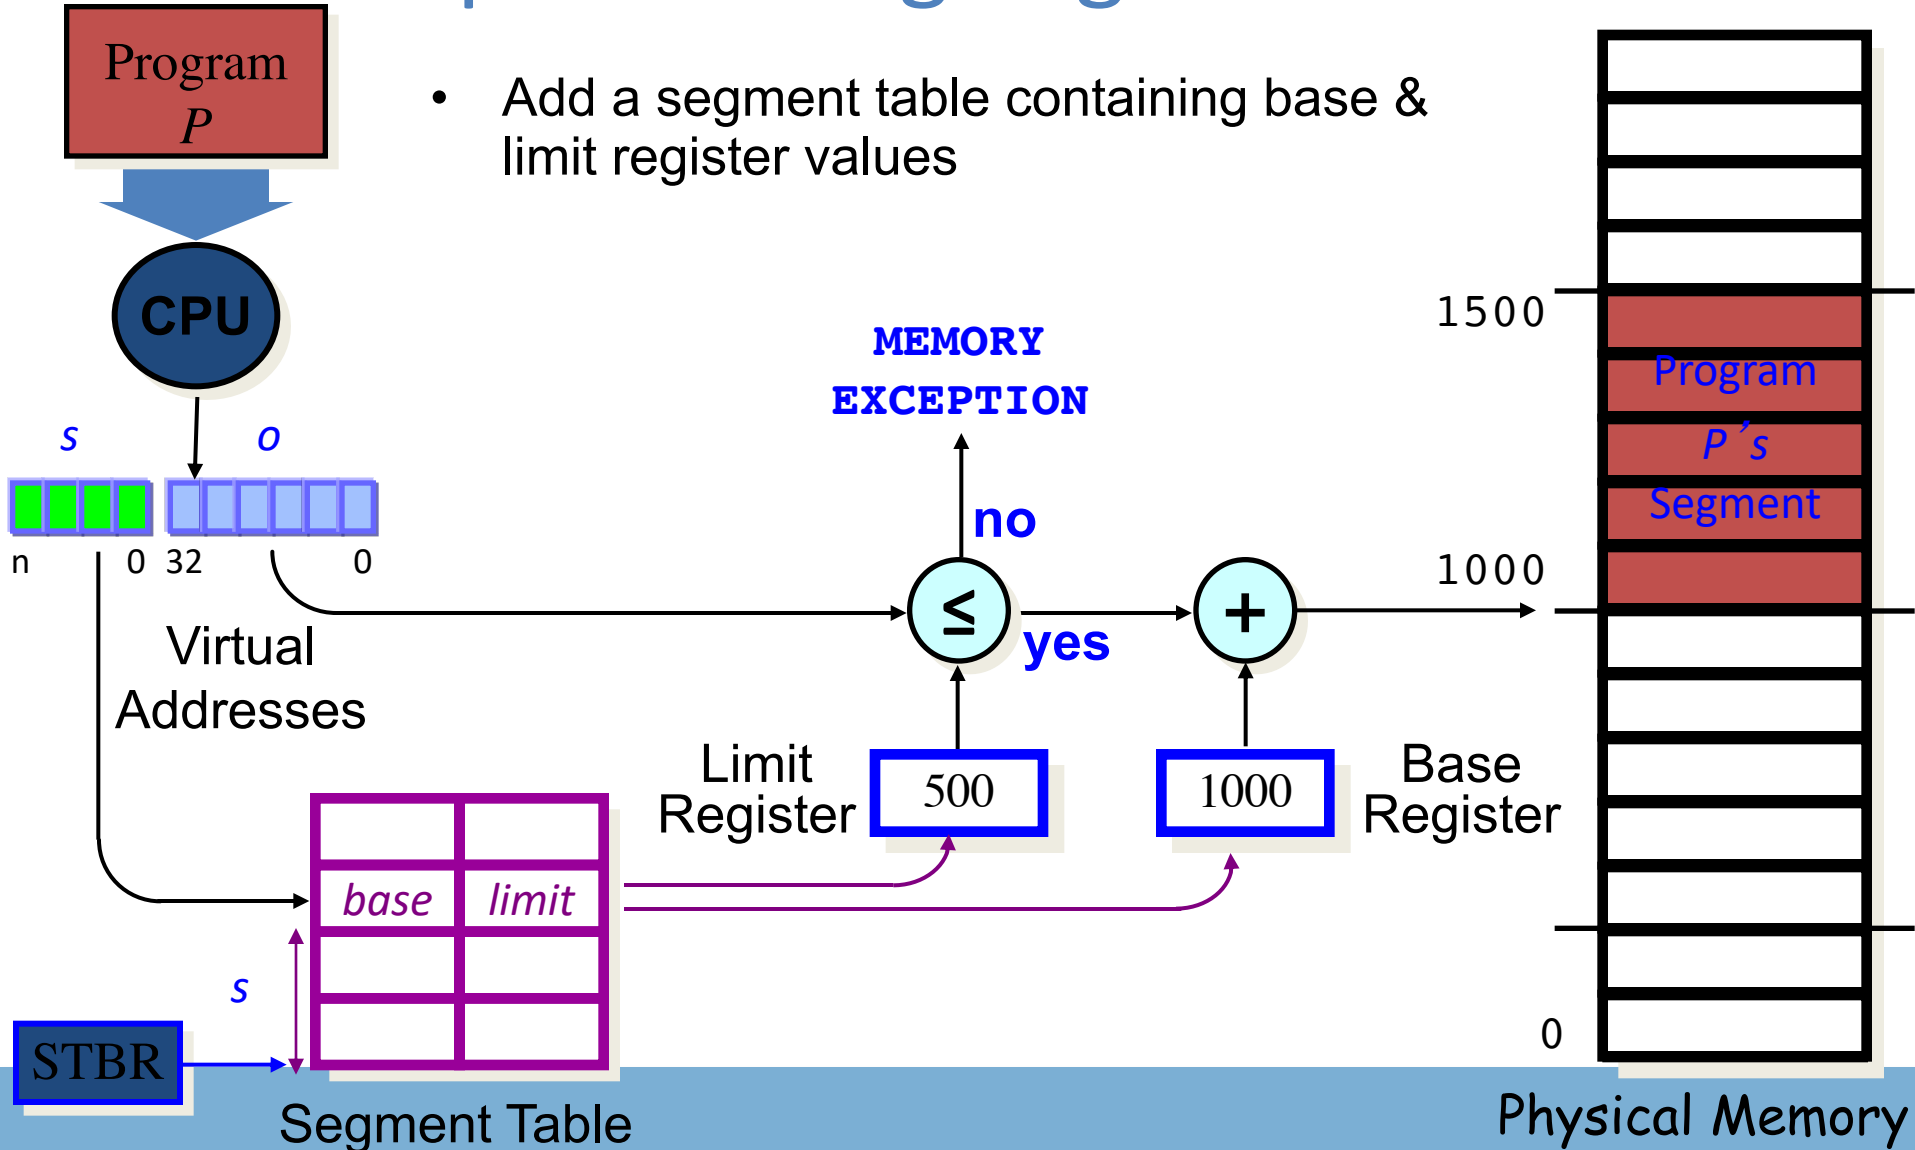 Program
P
• Add a segment table containing base &
limit register values
CPU
1500
MEMORY
EXCEPTION
Program
P's
Segment
s o
no
n 0 32 0
1000
≤
+
yes
Virtual
Addresses
Limit
Register
500
1000
Base
Register
base limit
s
STBR
0
Segment Table
Physical Memory